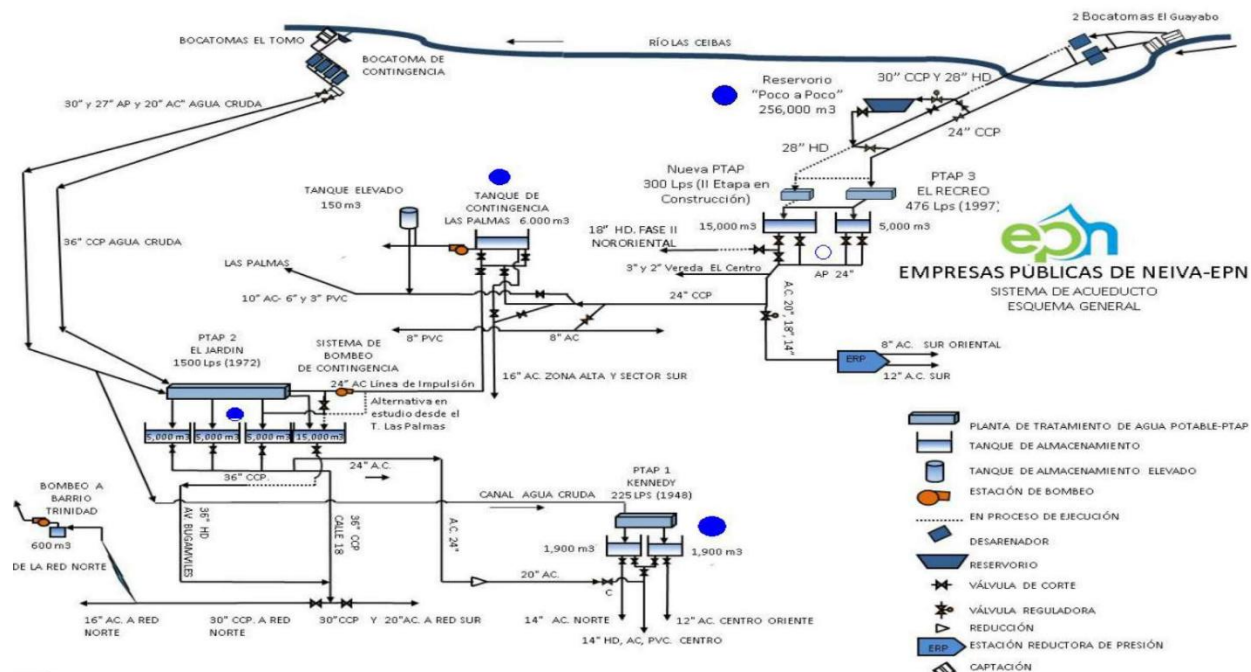 2 Bocatomas El Guayabo
BOCATOMAS EL TOMO
BOCATOMA DE
CONTINGENCIA
RÍO LAS CEIBAS
30" y 27" AP y 20" AC" AGUA CRUDA
Reservorio
"Poco a Poco"
256,000 m3
30" CCP Y 28" HD
24" CCP
28" HD
Nueva PTAP
300 Lps (II Etapa en
Construcción)
PTAP 3
EL RECREO
476 Lps (1997)
TANQUE ELEVADO
150 m3
TANQUE DE
CONTINGENCIA
LAS PALMAS 6.000 m3
15,000 m3
5,000 m3
18" HD. FASE II
NORORIENTAL
3" y 2" Vereda EL Centro
AP 24"
epn
EMPRESAS PÚBLICAS DE NEIVA-EPN
SISTEMA DE ACUEDUCTO
ESQUEMA GENERAL
36" CCP AGUA CRUDA
LAS PALMAS
10" AC- 6" y 3" PVC
24" CCP
A.C. 20", 18", 14"
8" PVC
8" AC
ERP
8" AC. SUR ORIENTAL
12" A.C. SUR
PTAP 2
EL JARDIN
1500 Lps (1972)
SISTEMA DE
BOMBEO
DE CONTINGENCIA
24" AC Línea de Impulsión
Alternativa en
estudio desde el
T. Las Palmas
16" AC. ZONA ALTA Y SECTOR SUR
5,000 m3
5,000 m3
5,000 m3
15,000 m3
36" CCP.
24" A.C.
BOMBEO A
BARRIO
TRINIDAD
600 m3
DE LA RED NORTE
36" HD
AV. BUGAMVILES
36" CCP
CALLE 18
A.C. 24"
CANAL AGUA CRUDA
PTAP 1
KENNEDY
225 LPS (1948)
1,900 m3
1,900 m3
20" AC.
C
16" AC. A RED
NORTE
30" CCP. A RED
NORTE
30"CCP Y 20"AC. A RED SUR
14" AC. NORTE
12" AC. CENTRO
ORIENTE
14" HD, AC, PVC. CENTRO
PLANTA DE TRATAMIENTO DE AGUA POTABLE-PTAP
TANQUE DE ALMACENAMIENTO
TANQUE DE ALMACENAMIENTO ELEVADO
ESTACIÓN DE BOMBEO
EN PROCESO DE EJECUCIÓN
DESARENADOR
RESERVORIO
VÁLVULA DE CORTE
VÁLVULA REGULADORA
REDUCCIÓN
ERP
ESTACIÓN REDUCTORA DE PRESIÓN
CAPTACIÓN